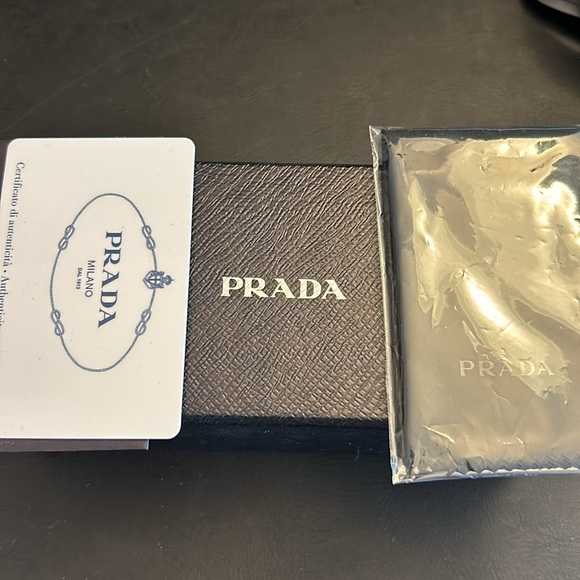 Certificato di autenticità • Authenticity
PRADA
MILANO
DAL 1913
PRADA
PRADA